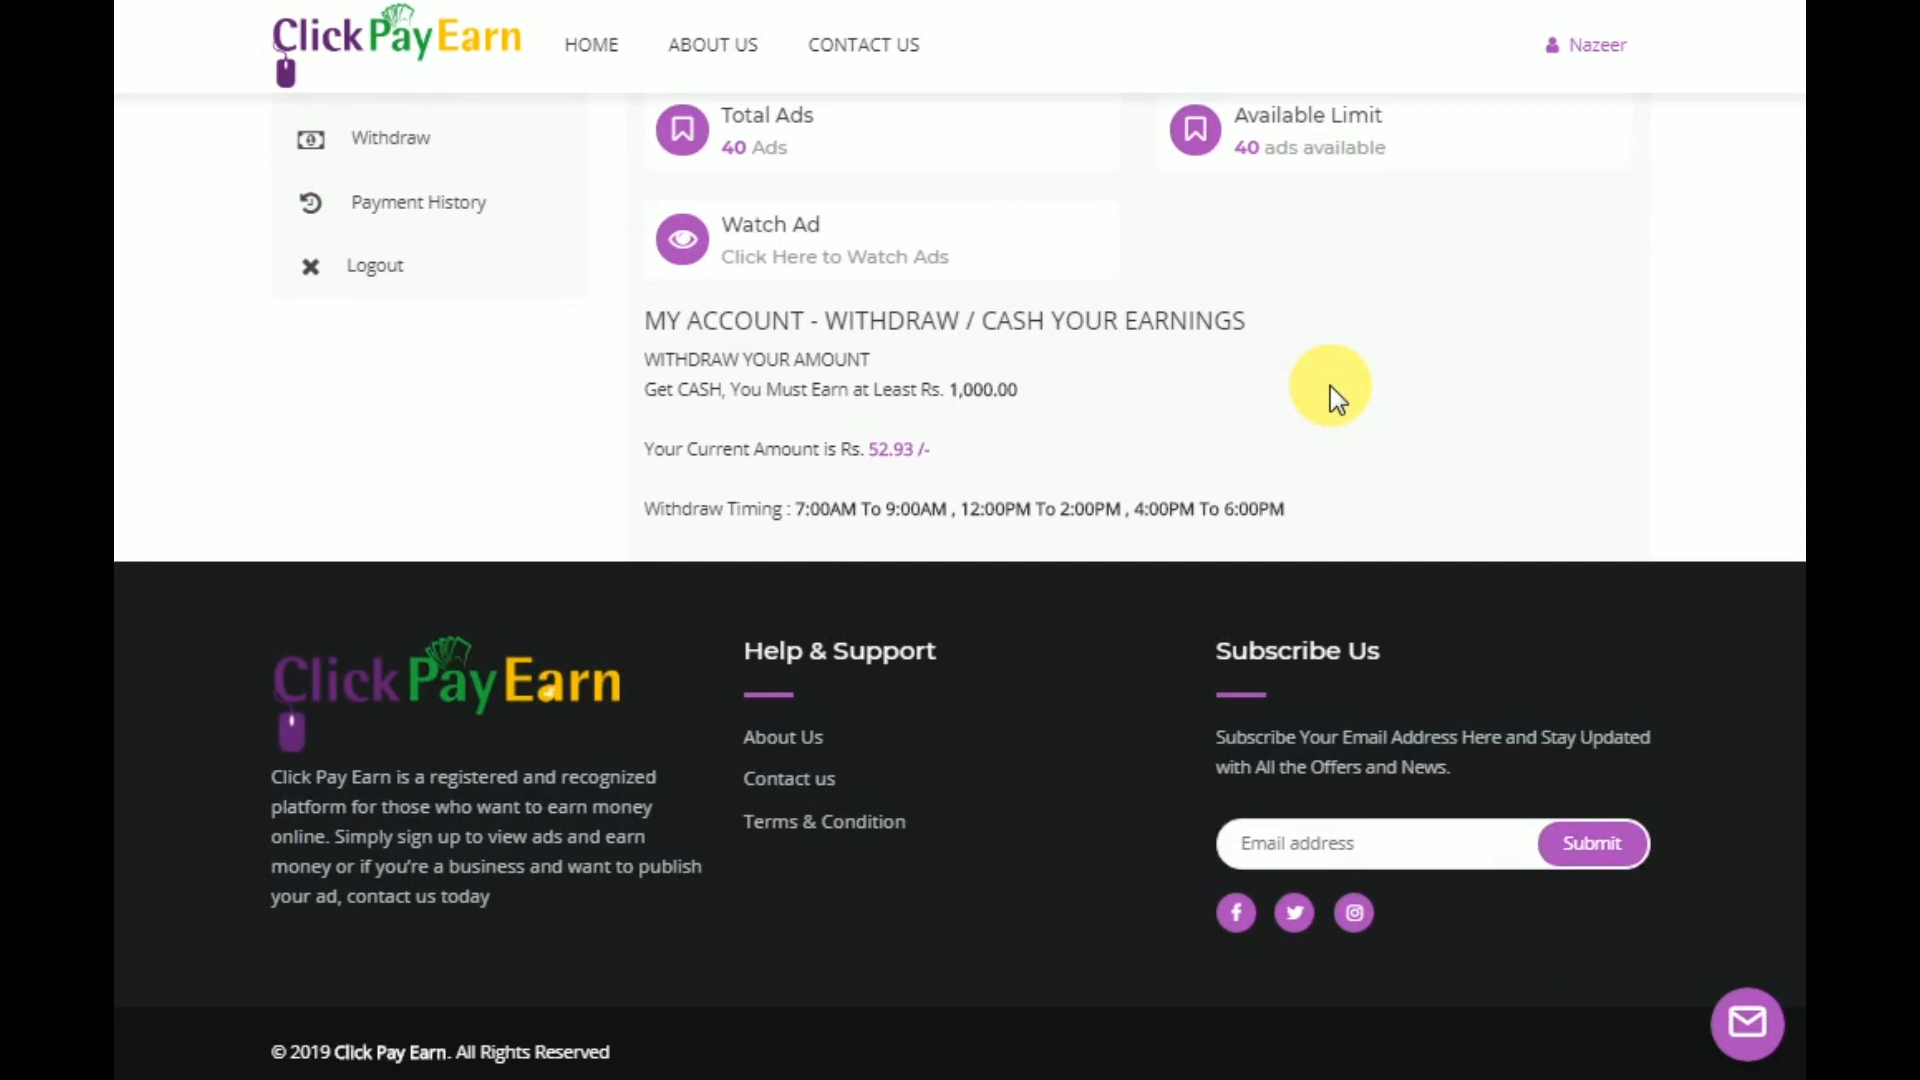 Click Pay Earn
HOME
ABOUT US
CONTACT US
Nazeer
Withdraw
Payment History
Logout
Total Ads
40 Ads
Available Limit
40 ads available
Watch Ad
Click Here to Watch Ads
MY ACCOUNT - WITHDRAW / CASH YOUR EARNINGS
WITHDRAW YOUR AMOUNT
Get CASH, You Must Earn at Least Rs. 1,000.00
Your Current Amount is Rs. 52.93 /-
Withdraw Timing : 7:00AM To 9:00AM , 12:00PM To 2:00PM , 4:00PM To 6:00PM
Click Pay Earn
Click Pay Earn is a registered and recognized
platform for those who want to earn money
online. Simply sign up to view ads and earn
money or if you’re a business and want to publish
your ad, contact us today
Help & Support
About Us
Contact us
Terms & Condition
Subscribe Us
Subscribe Your Email Address Here and Stay Updated
with All the Offers and News.
Email address
Submit
© 2019 Click Pay Earn. All Rights Reserved